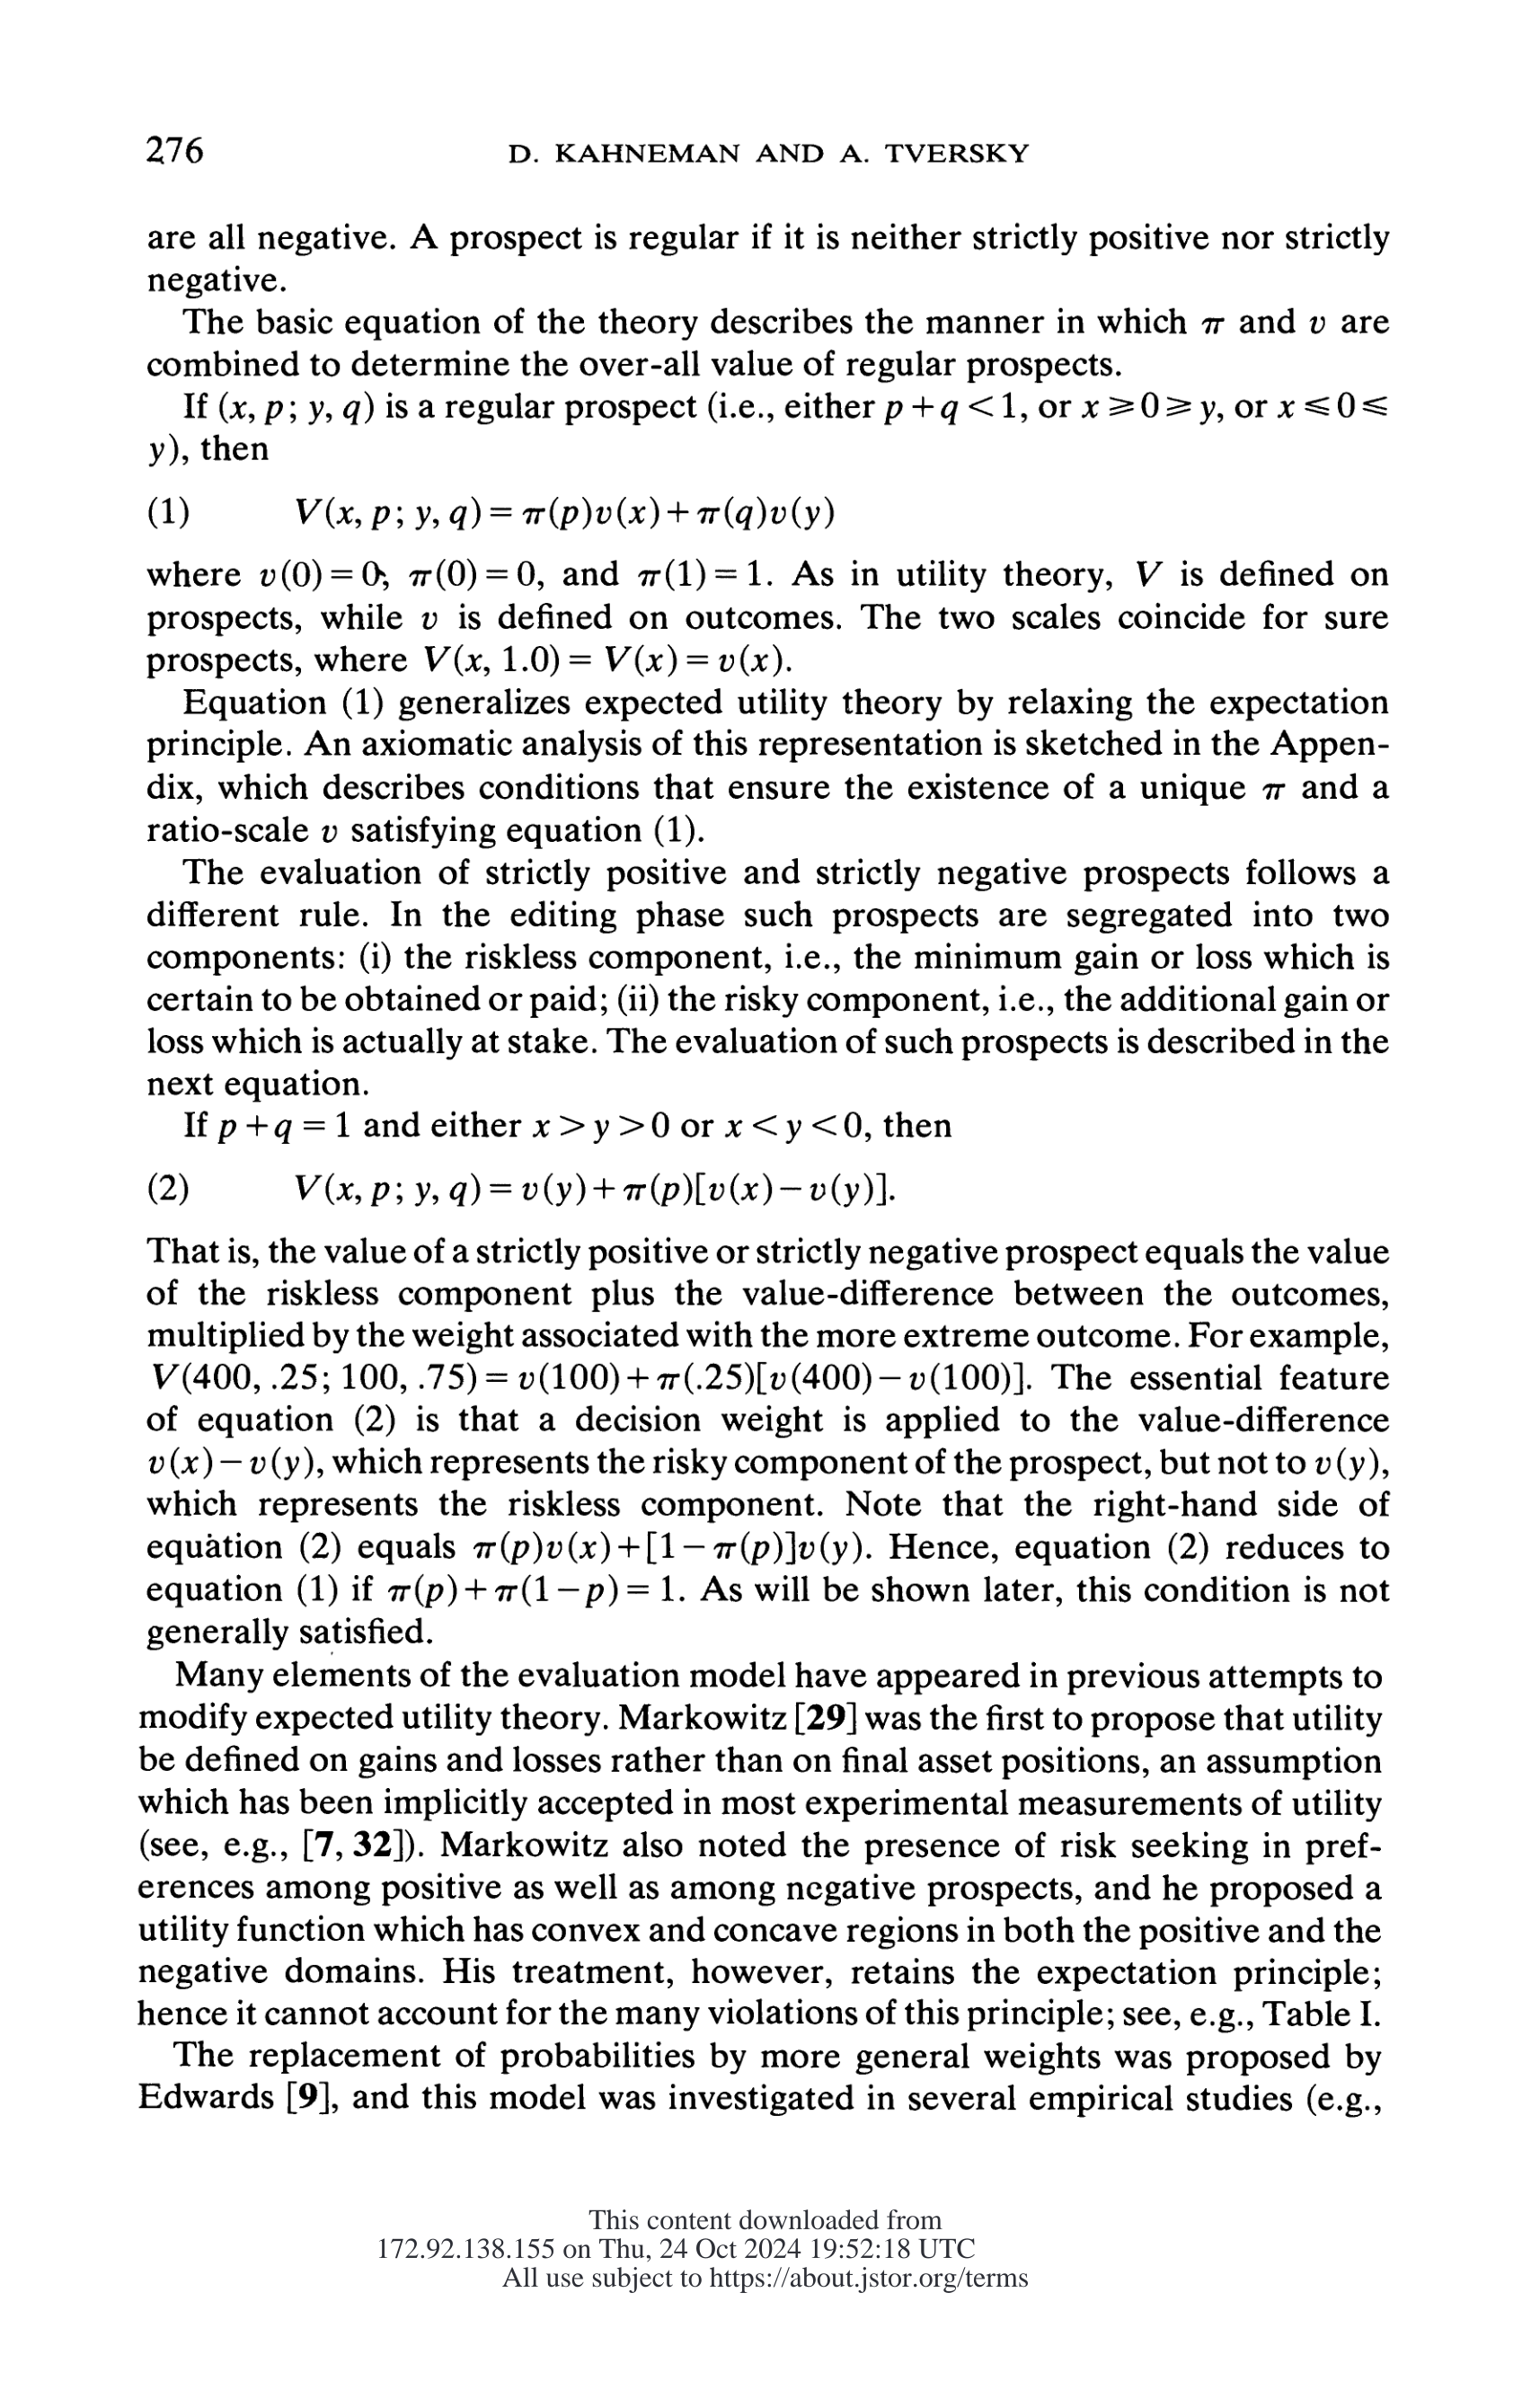 276
D. KAHNEMAN AND A. TVERSKY
are all negative. A prospect is regular if it is neither strictly positive nor strictly
negative.
The basic equation of the theory describes the manner in which π and v are
combined to determine the over-all value of regular prospects.
If (x, p; y, q) is a regular prospect (i.e., either p + q < 1, or x ⩾ 0 ⩾ y, or x ⩽ 0 ⩽
y), then
(1) V(x, p; y, q) = π(p)v(x) + π(q)v(y)
where v(0) = 0, π(0) = 0, and π(1) = 1. As in utility theory, V is defined on
prospects, while v is defined on outcomes. The two scales coincide for sure
prospects, where V(x, 1.0) = V(x) = v(x).
Equation (1) generalizes expected utility theory by relaxing the expectation
principle. An axiomatic analysis of this representation is sketched in the Appen-
dix, which describes conditions that ensure the existence of a unique π and a
ratio-scale v satisfying equation (1).
The evaluation of strictly positive and strictly negative prospects follows a
different rule. In the editing phase such prospects are segregated into two
components: (i) the riskless component, i.e., the minimum gain or loss which is
certain to be obtained or paid; (ii) the risky component, i.e., the additional gain or
loss which is actually at stake. The evaluation of such prospects is described in the
next equation.
If p + q = 1 and either x > y > 0 or x < y < 0, then
(2) V(x, p; y, q) = v(y) + π(p)[v(x) − v(y)].
That is, the value of a strictly positive or strictly negative prospect equals the value
of the riskless component plus the value-difference between the outcomes,
multiplied by the weight associated with the more extreme outcome. For example,
V(400, .25; 100, .75) = v(100) + π(.25)[v(400) − v(100)]. The essential feature
of equation (2) is that a decision weight is applied to the value-difference
v(x) − v(y), which represents the risky component of the prospect, but not to v(y),
which represents the riskless component. Note that the right-hand side of
equation (2) equals π(p)v(x) + [1 − π(p)]v(y). Hence, equation (2) reduces to
equation (1) if π(p) + π(1 − p) = 1. As will be shown later, this condition is not
generally satisfied.
Many elements of the evaluation model have appeared in previous attempts to
modify expected utility theory. Markowitz [29] was the first to propose that utility
be defined on gains and losses rather than on final asset positions, an assumption
which has been implicitly accepted in most experimental measurements of utility
(see, e.g., [7, 32]). Markowitz also noted the presence of risk seeking in pref-
erences among positive as well as among negative prospects, and he proposed a
utility function which has convex and concave regions in both the positive and the
negative domains. His treatment, however, retains the expectation principle;
hence it cannot account for the many violations of this principle; see, e.g., Table I.
The replacement of probabilities by more general weights was proposed by
Edwards [9], and this model was investigated in several empirical studies (e.g.,
This content downloaded from
172.92.138.155 on Thu, 24 Oct 2024 19:52:18 UTC
All use subject to https://about.jstor.org/terms